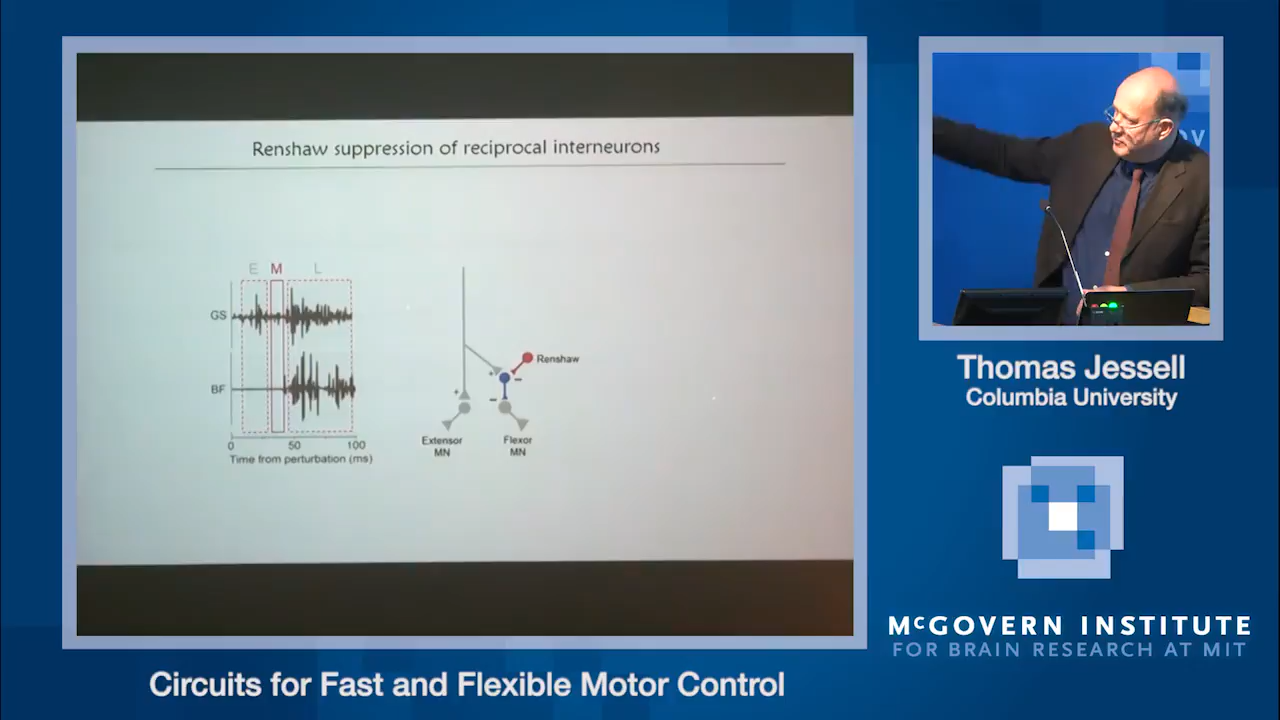 Renshaw suppression of reciprocal interneurons
E M L
GS
BF
0 50 100
Time from perturbation (ms)
+
+
−
−
Renshaw
Extensor
MN
Flexor
MN
Thomas Jessell
Columbia University
MCGOVERN INSTITUTE
FOR BRAIN RESEARCH AT MIT
Circuits for Fast and Flexible Motor Control